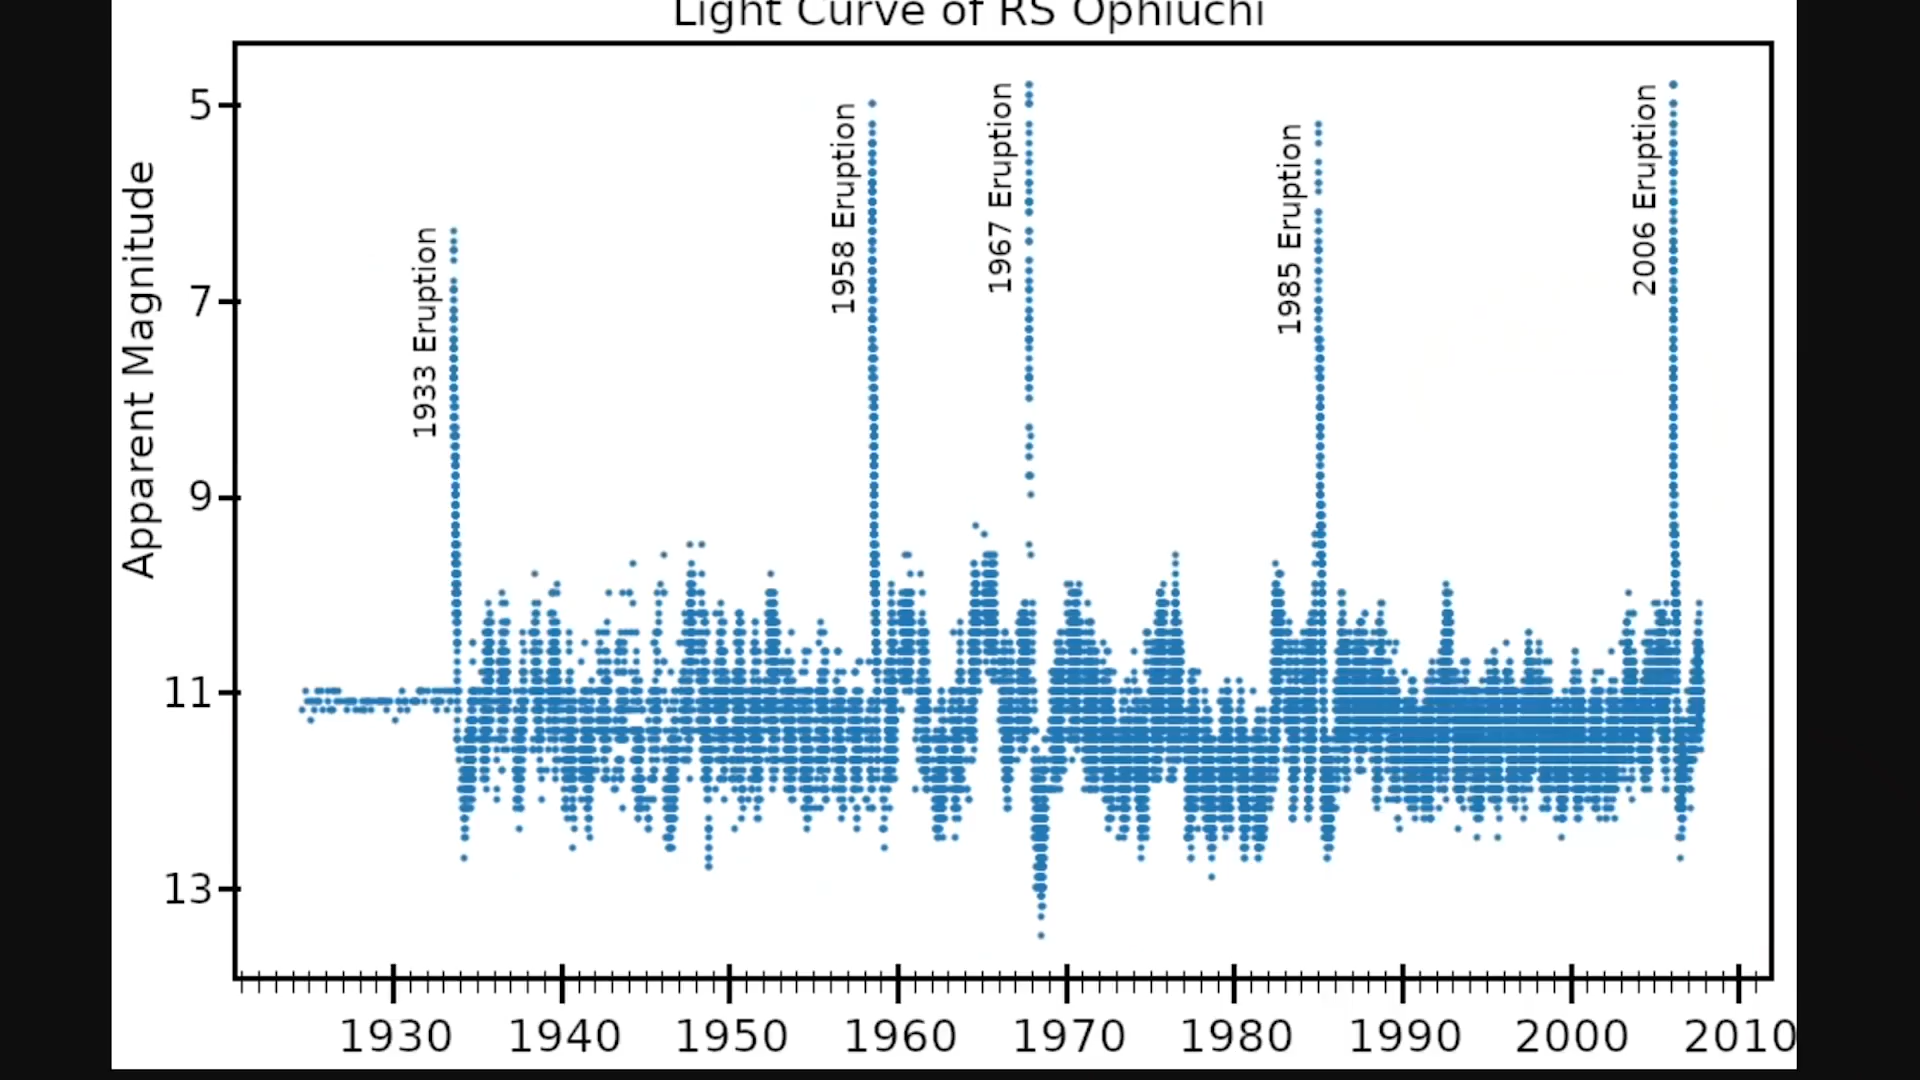 Light Curve of RS Ophiuchi
Apparent Magnitude
5
7
9
11
13
1933 Eruption
1958 Eruption
1967 Eruption
1985 Eruption
2006 Eruption
1930 1940 1950 1960 1970 1980 1990 2000 2010